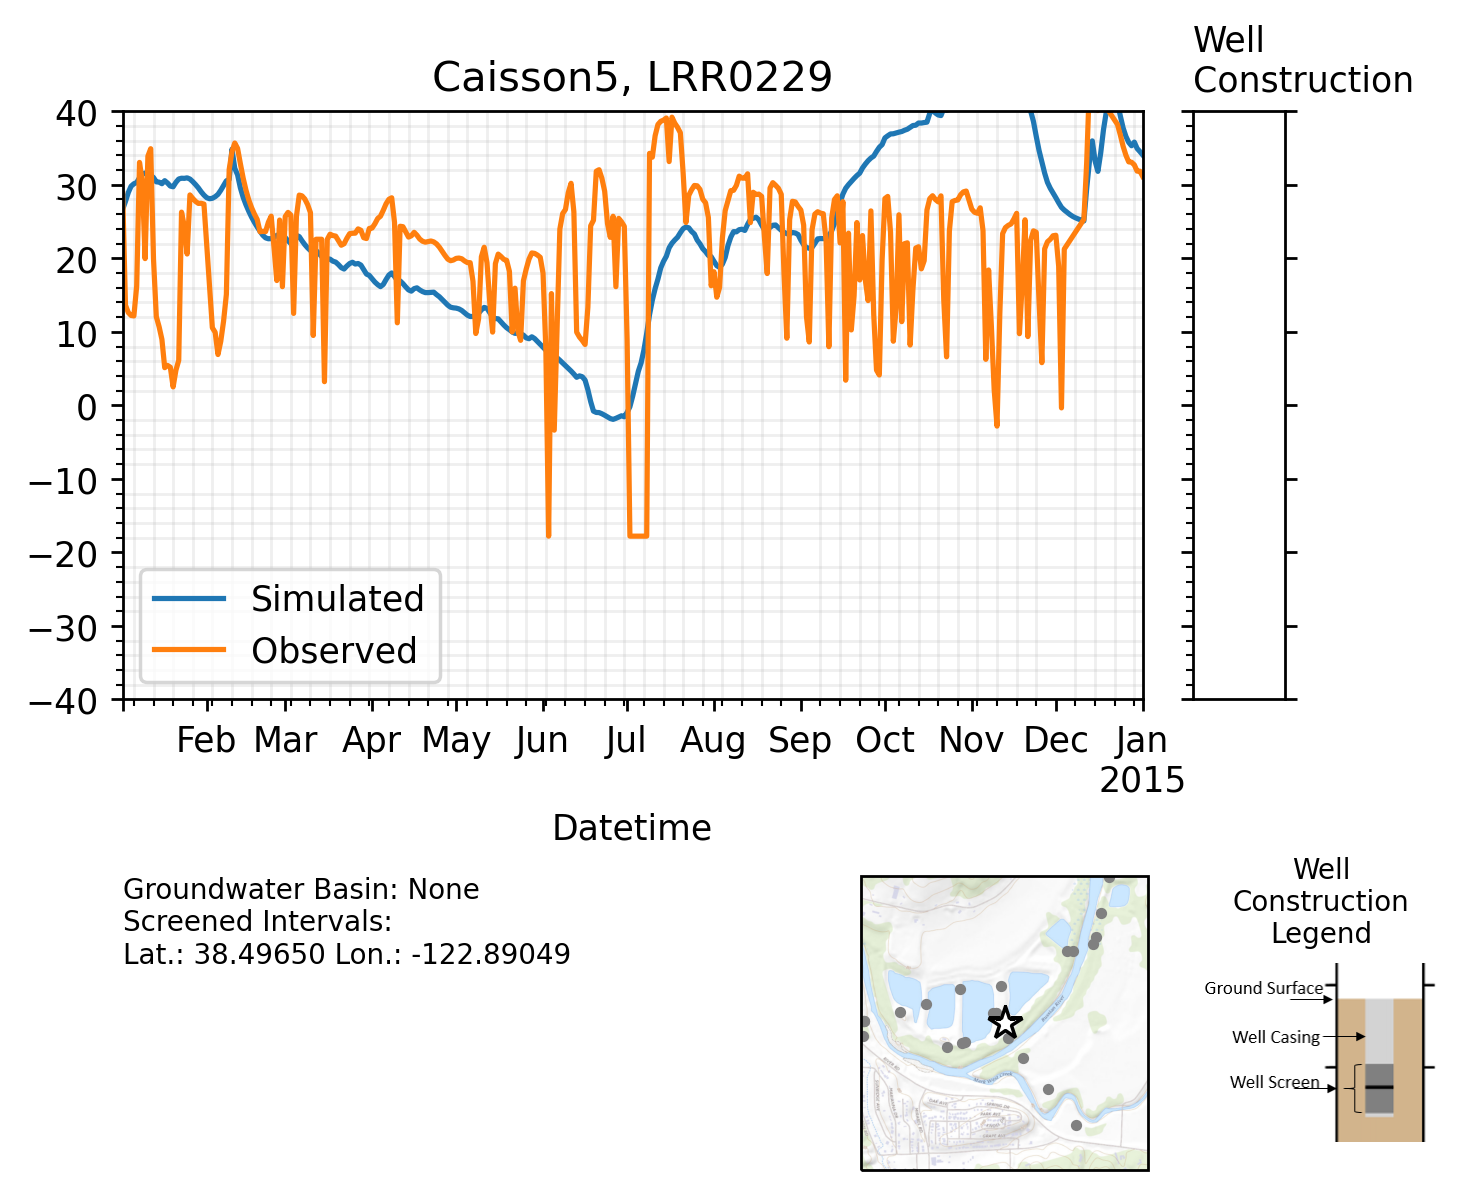 Well
Construction
Caisson5, LRR0229
40
30
20
10
0
−10
−20
−30
−40
Simulated
Observed
Feb Mar Apr May Jun Jul Aug Sep Oct Nov Dec Jan
2015
Datetime
Groundwater Basin: None
Screened Intervals:
Lat.: 38.49650 Lon.: -122.89049
Well
Construction
Legend
Ground Surface
Well Casing
Well Screen